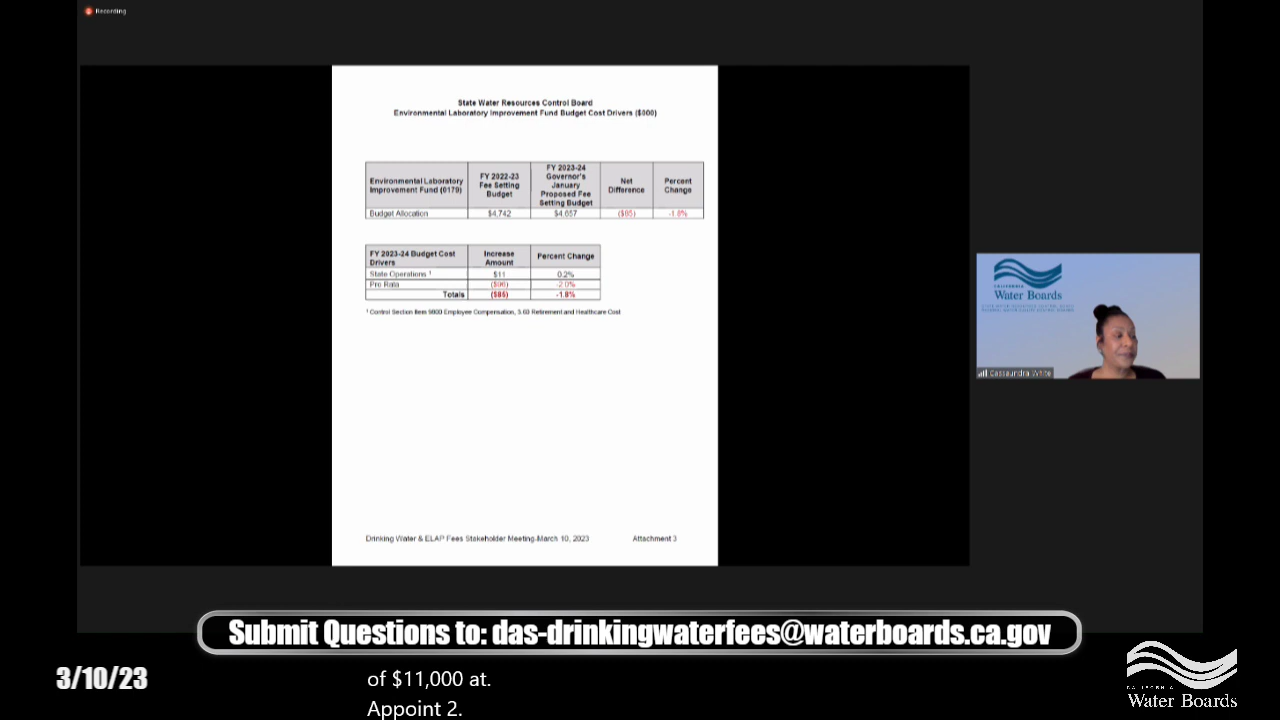 Recording
State Water Resources Control Board
Environmental Laboratory Improvement Fund Budget Cost Drivers ($000)
Environmental Laboratory Improvement Fund (0179)
FY 2022-23 Fee Setting Budget
FY 2023-24 Governor's January Proposed Fee Setting Budget
Net Difference
Percent Change
Budget Allocation $4,742 $4,657 ($85) -1.8%
FY 2023-24 Budget Cost Drivers
Increase Amount
Percent Change
State Operations ¹ $11 0.2%
Pro Rata ($96) -2.0%
Totals ($85) -1.8%
¹ Control Section Item 9800 Employee Compensation, 3.60 Retirement and Healthcare Cost
Drinking Water & ELAP Fees Stakeholder Meeting-March 10, 2023 Attachment 3
CALIFORNIA
Water Boards
Cassaundra White
Submit Questions to: das-drinkingwaterfees@waterboards.ca.gov
3/10/23
of $11,000 at.
Appoint 2.
CALIFORNIA
Water Boards